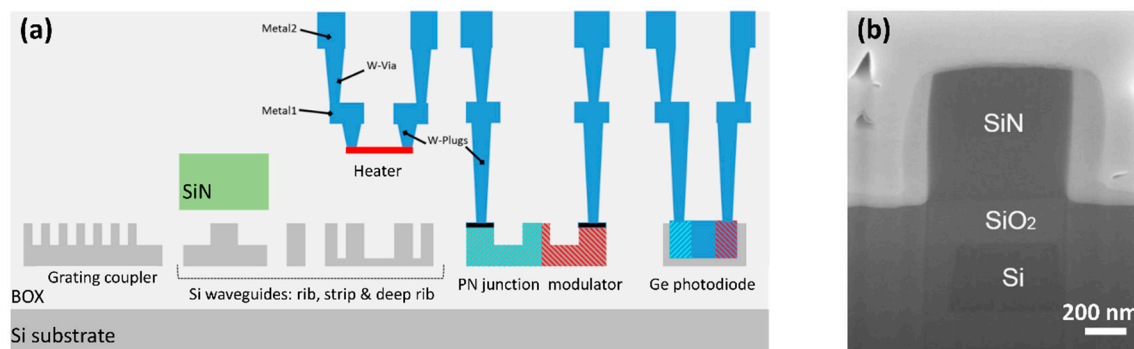 (a)
Metal2
W-Via
Metal1
W-Plugs
Heater
SiN
Grating coupler
Si waveguides: rib, strip & deep rib
PN junction modulator
Ge photodiode
BOX
Si substrate
(b)
SiN
SiO₂
Si
200 nm